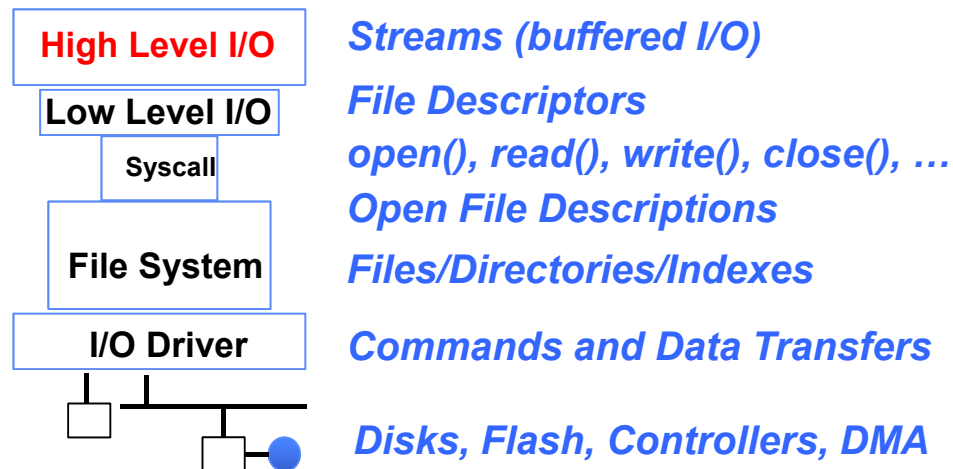 High Level I/O
Streams (buffered I/O)
Low Level I/O
File Descriptors
Syscall
open(), read(), write(), close(), …
Open File Descriptions
File System
Files/Directories/Indexes
I/O Driver
Commands and Data Transfers
Disks, Flash, Controllers, DMA